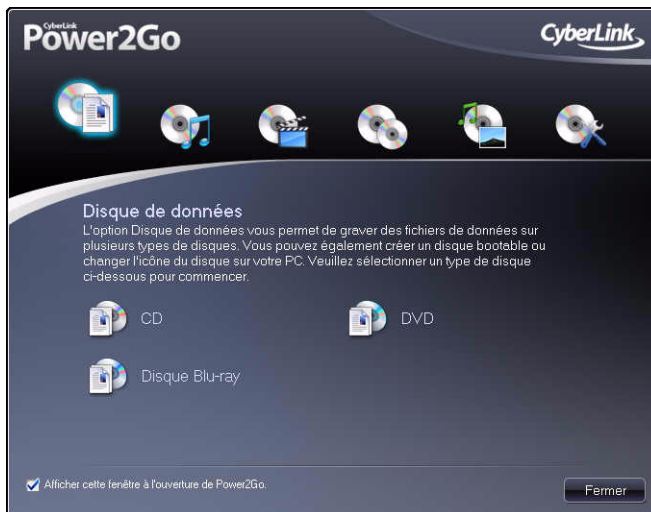 CyberLink
Power2Go
CyberLink
Disque de données
L'option Disque de données vous permet de graver des fichiers de données sur
plusieurs types de disques. Vous pouvez également créer un disque bootable ou
changer l'icône du disque sur votre PC. Veuillez sélectionner un type de disque
ci-dessous pour commencer.
CD
DVD
Disque Blu-ray
Afficher cette fenêtre à l'ouverture de Power2Go.
Fermer